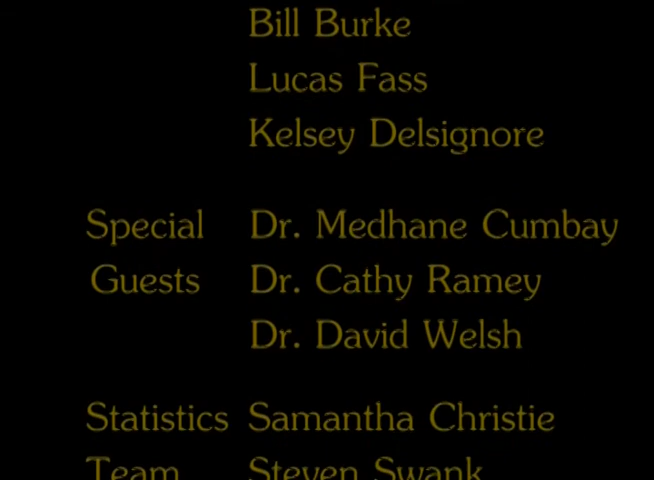 Bill Burke
Lucas Fass
Kelsey Delsignore
Special Dr. Medhane Cumbay
Guests Dr. Cathy Ramey
Dr. David Welsh
Statistics Samantha Christie
Team Steven Swank